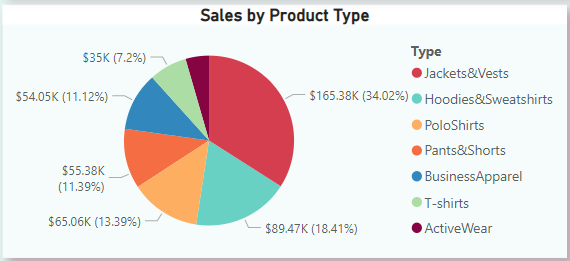 Sales by Product Type
$35K (7.2%)
$54.05K (11.12%)
$55.38K
(11.39%)
$65.06K (13.39%)
$165.38K (34.02%)
$89.47K (18.41%)
Type
Jackets&Vests
Hoodies&Sweatshirts
PoloShirts
Pants&Shorts
BusinessApparel
T-shirts
ActiveWear